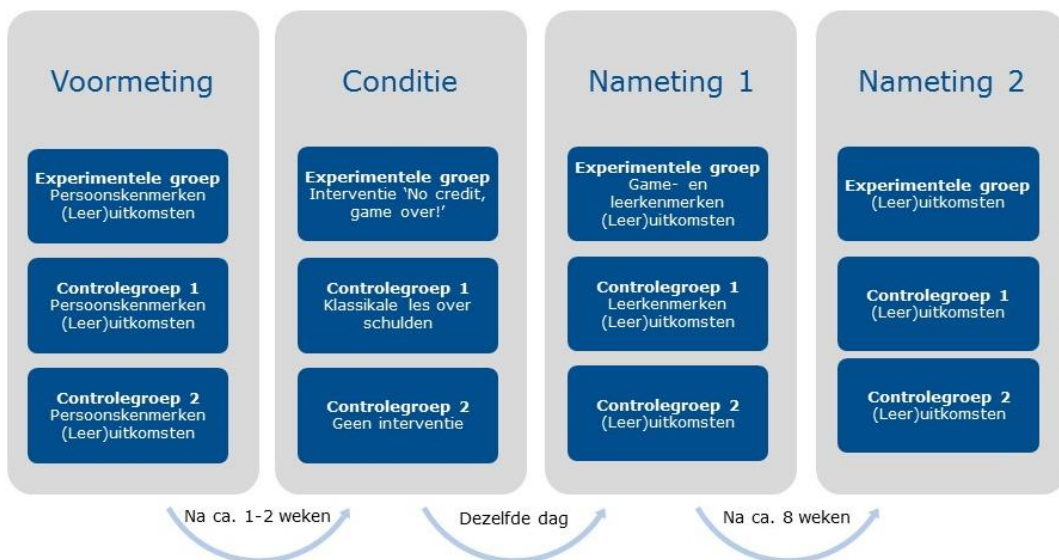 Voormeting
Experimentele groep
Persoonskenmerken
(Leer)uitkomsten
Controlegroep 1
Persoonskenmerken
(Leer)uitkomsten
Controlegroep 2
Persoonskenmerken
(Leer)uitkomsten
Conditie
Experimentele groep
Interventie ‘No credit,
game over!’
Controlegroep 1
Klassikale les over
schulden
Controlegroep 2
Geen interventie
Nameting 1
Experimentele groep
Game- en
leerkenmerken
(Leer)uitkomsten
Controlegroep 1
Leerkenmerken
(Leer)uitkomsten
Controlegroep 2
(Leer)uitkomsten
Nameting 2
Experimentele groep
(Leer)uitkomsten
Controlegroep 1
(Leer)uitkomsten
Controlegroep 2
(Leer)uitkomsten
Na ca. 1-2 weken
Dezelfde dag
Na ca. 8 weken